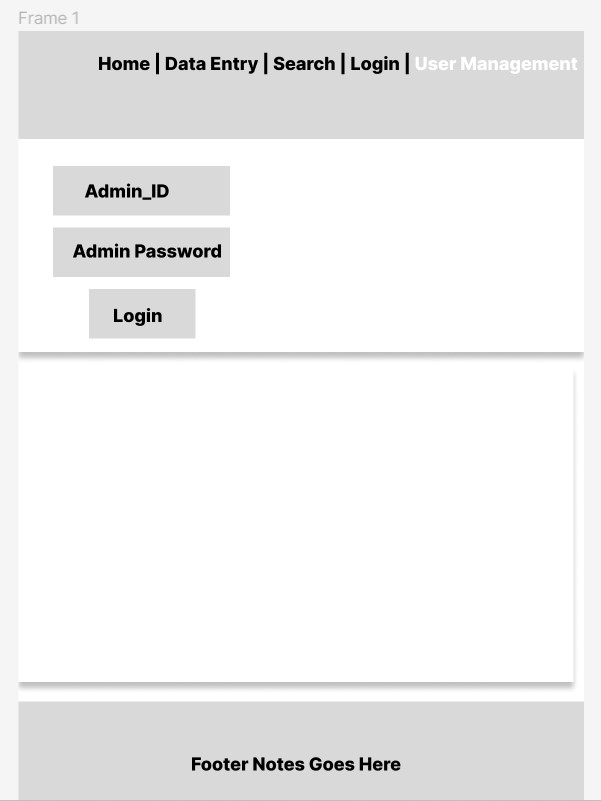 Frame 1
Home | Data Entry | Search | Login | User Management
Admin_ID
Admin Password
Login
Footer Notes Goes Here